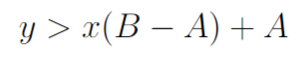 y > x(B − A) + A